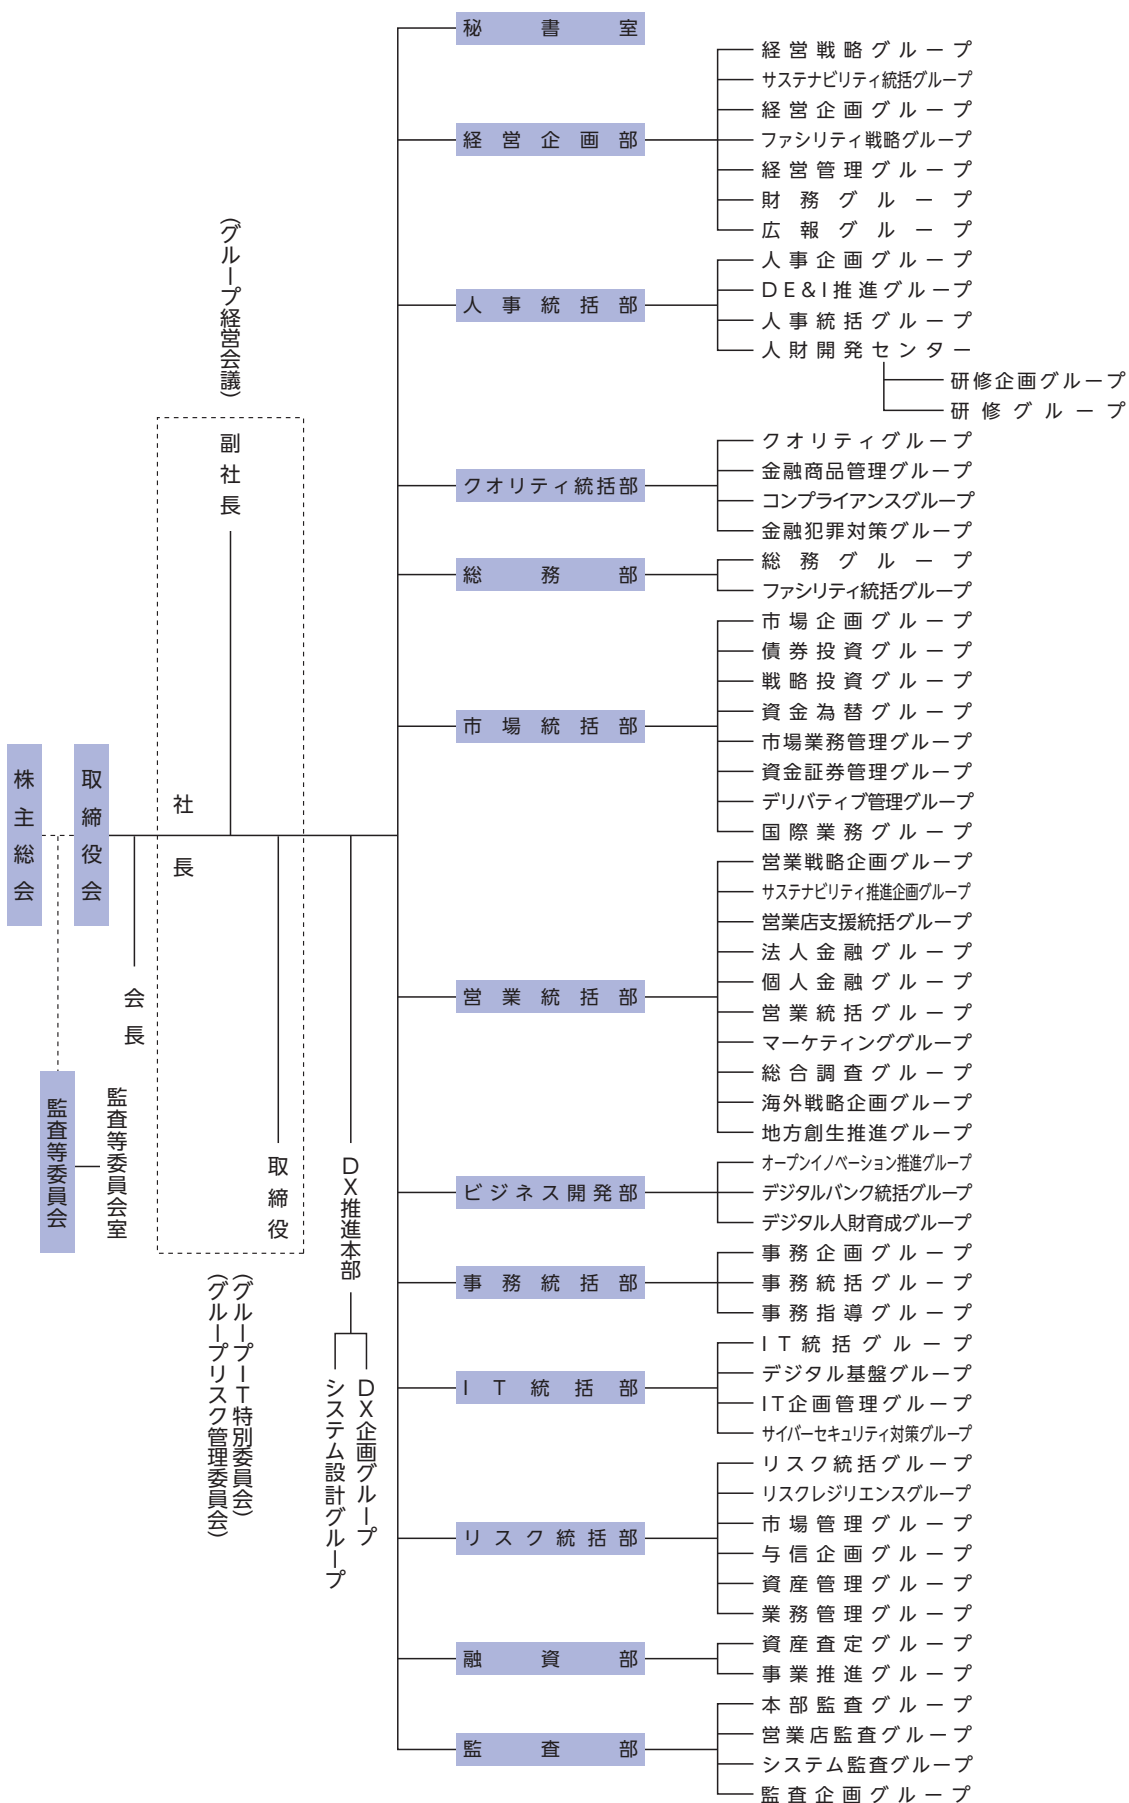 株主総会
取締役会
監査等委員会
監査等委員会室
会長
社長
(グループ経営会議)
副社長
取締役
(グループIT特別委員会)
(グループリスク管理委員会)
DX推進本部
DX企画グループ
システム設計グループ
秘書室
経営企画部
経営戦略グループ
サステナビリティ統括グループ
経営企画グループ
ファシリティ戦略グループ
経営管理グループ
財務グループ
広報グループ
人事統括部
人事企画グループ
DE&I推進グループ
人事統括グループ
人財開発センター
研修企画グループ
研修グループ
クオリティ統括部
クオリティグループ
金融商品管理グループ
コンプライアンスグループ
金融犯罪対策グループ
総務部
総務グループ
ファシリティ統括グループ
市場統括部
市場企画グループ
債券投資グループ
戦略投資グループ
資金為替グループ
市場業務管理グループ
資金証券管理グループ
デリバティブ管理グループ
国際業務グループ
営業統括部
営業戦略企画グループ
サステナビリティ推進企画グループ
営業店支援統括グループ
法人金融グループ
個人金融グループ
営業統括グループ
マーケティンググループ
総合調査グループ
海外戦略企画グループ
地方創生推進グループ
ビジネス開発部
オープンイノベーション推進グループ
デジタルバンク統括グループ
デジタル人財育成グループ
事務統括部
事務企画グループ
事務統括グループ
事務指導グループ
IT統括部
IT統括グループ
デジタル基盤グループ
IT企画管理グループ
サイバーセキュリティ対策グループ
リスク統括部
リスク統括グループ
リスクレジリエンスグループ
市場管理グループ
与信企画グループ
資産管理グループ
業務管理グループ
融資部
資産査定グループ
事業推進グループ
監査部
本部監査グループ
営業店監査グループ
システム監査グループ
監査企画グループ